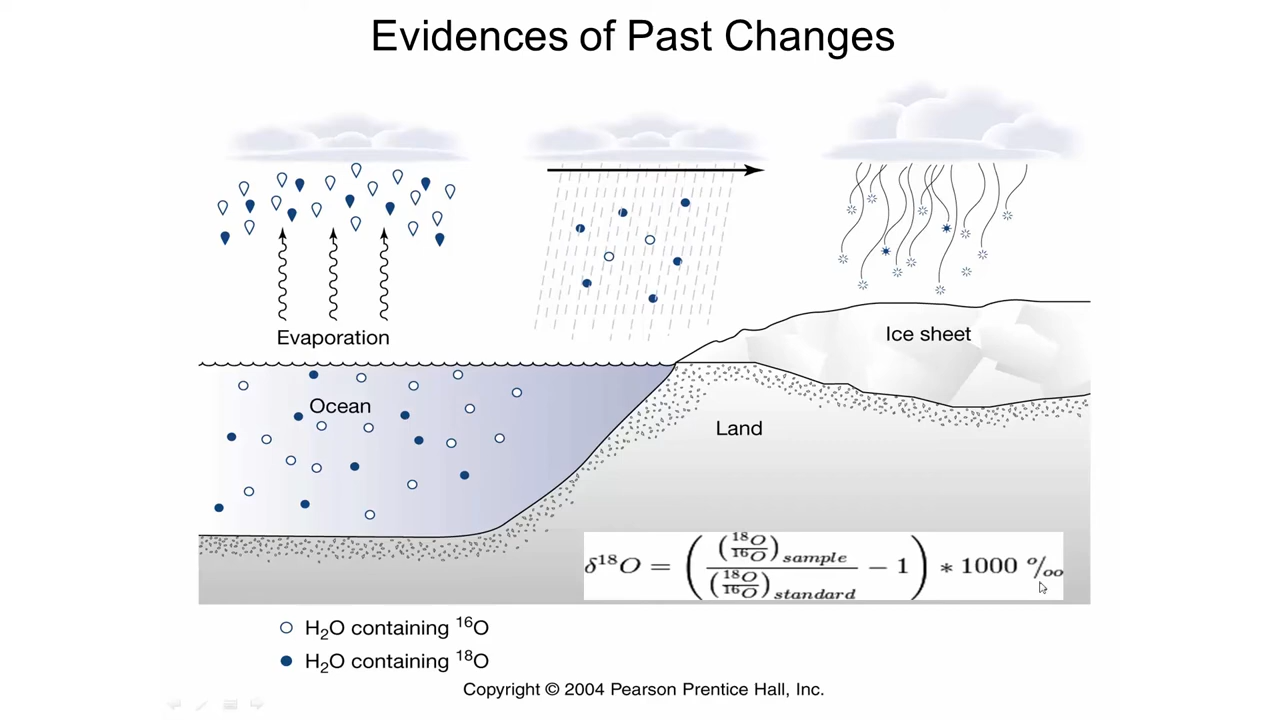 Evidences of Past Changes
Evaporation
Ice sheet
Ocean
Land
δ¹⁸O = ( (¹⁸O/¹⁶O)sample / (¹⁸O/¹⁶O)standard − 1 ) * 1000 ‰
H₂O containing ¹⁶O
H₂O containing ¹⁸O
Copyright © 2004 Pearson Prentice Hall, Inc.